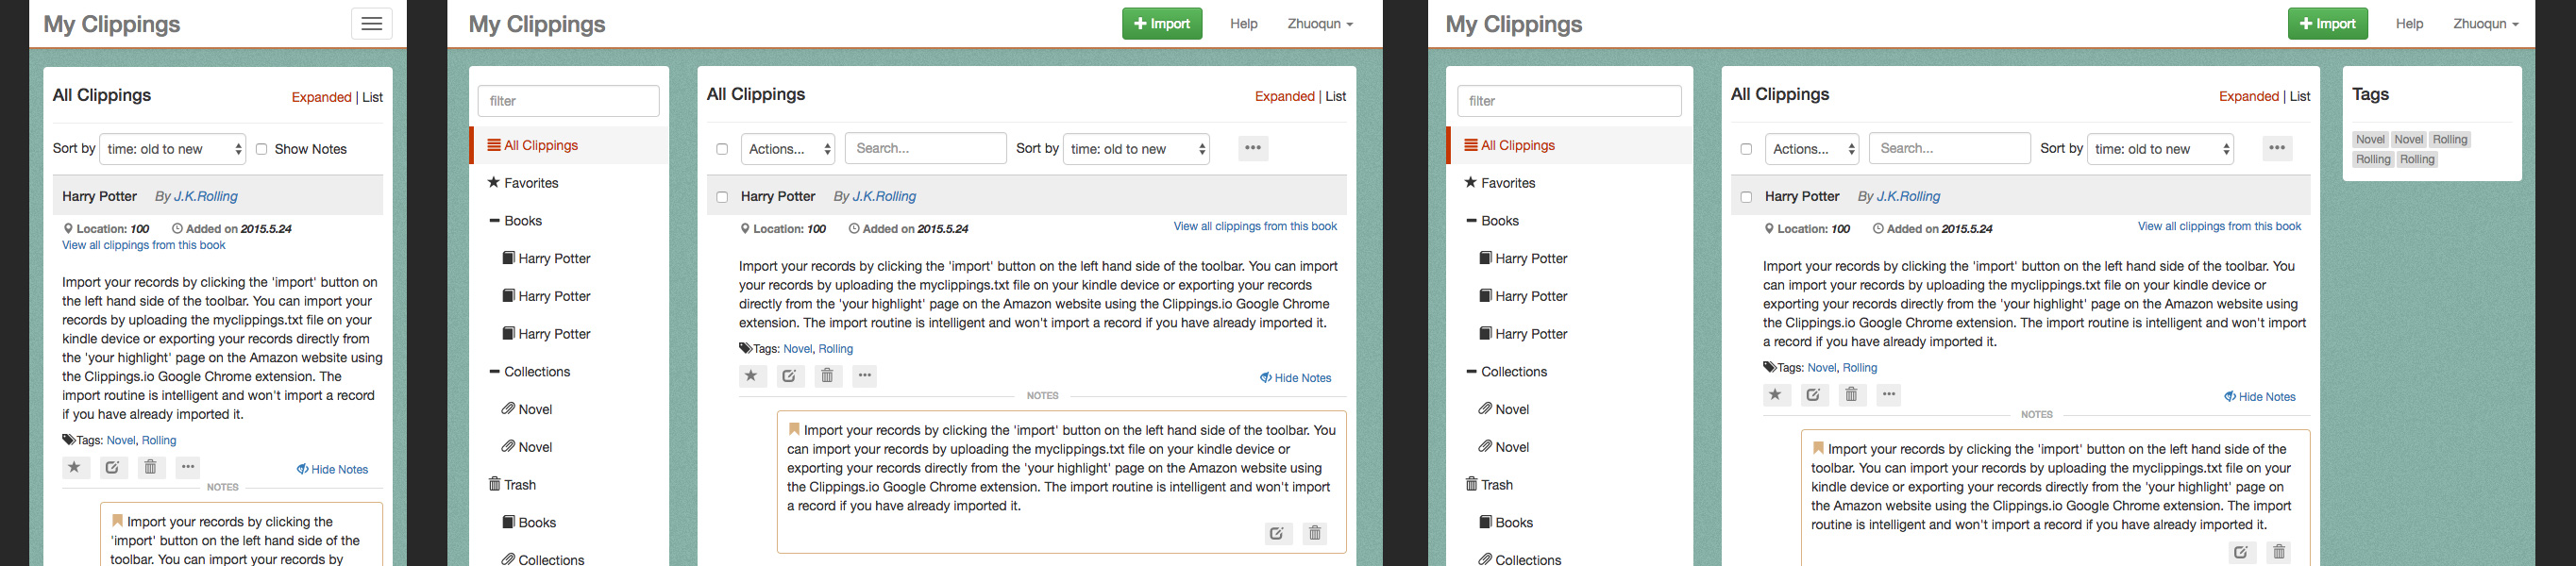 My Clippings
All Clippings
Expanded | List
Sort by time: old to new Show Notes
Harry Potter By J.K.Rolling
Location: 100 Added on 2015.5.24
View all clippings from this book
Import your records by clicking the 'import' button on
the left hand side of the toolbar. You can import your
records by uploading the myclippings.txt file on your
kindle device or exporting your records directly from
the 'your highlight' page on the Amazon website using
the Clippings.io Google Chrome extension. The
import routine is intelligent and won't import a record
if you have already imported it.
Tags: Novel, Rolling
Hide Notes
NOTES
Import your records by clicking the
'import' button on the left hand side of the
toolbar. You can import your records by
My Clippings
Import Help Zhuoqun
filter
All Clippings
Favorites
Books
Harry Potter
Harry Potter
Harry Potter
Collections
Novel
Novel
Trash
Books
Collections
All Clippings
Expanded | List
Actions... Search... Sort by time: old to new
Harry Potter By J.K.Rolling
Location: 100 Added on 2015.5.24
View all clippings from this book
Import your records by clicking the 'import' button on the left hand side of the toolbar. You can import
your records by uploading the myclippings.txt file on your kindle device or exporting your records
directly from the 'your highlight' page on the Amazon website using the Clippings.io Google Chrome
extension. The import routine is intelligent and won't import a record if you have already imported it.
Tags: Novel, Rolling
Hide Notes
NOTES
Import your records by clicking the 'import' button on the left hand side of the toolbar. You
can import your records by uploading the myclippings.txt file on your kindle device or
exporting your records directly from the 'your highlight' page on the Amazon website using
the Clippings.io Google Chrome extension. The import routine is intelligent and won't import
a record if you have already imported it.
My Clippings
Import Help Zhuoqun
filter
All Clippings
Favorites
Books
Harry Potter
Harry Potter
Harry Potter
Collections
Novel
Novel
Trash
Books
Collections
All Clippings
Expanded | List
Actions... Search... Sort by time: old to new
Harry Potter By J.K.Rolling
Location: 100 Added on 2015.5.24
View all clippings from this book
Import your records by clicking the 'import' button on the left hand side of the toolbar. You
can import your records by uploading the myclippings.txt file on your kindle device or
exporting your records directly from the 'your highlight' page on the Amazon website using
the Clippings.io Google Chrome extension. The import routine is intelligent and won't import
a record if you have already imported it.
Tags: Novel, Rolling
Hide Notes
NOTES
Import your records by clicking the 'import' button on the left hand side of the
toolbar. You can import your records by uploading the myclippings.txt file on your
kindle device or exporting your records directly from the 'your highlight' page on
the Amazon website using the Clippings.io Google Chrome extension. The import
routine is intelligent and won't import a record if you have already imported it.
Tags
Novel Novel Rolling
Rolling Rolling